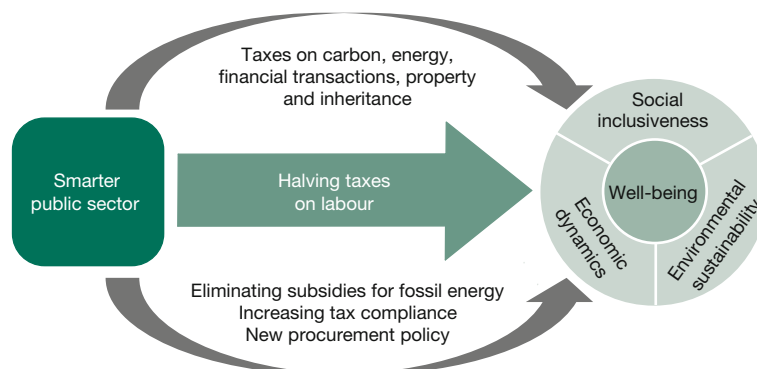 Taxes on carbon, energy,
financial transactions, property
and inheritance
Smarter
public sector
Halving taxes
on labour
Social
inclusiveness
Well-being
Economic
dynamics
Environmental
sustainability
Eliminating subsidies for fossil energy
Increasing tax compliance
New procurement policy